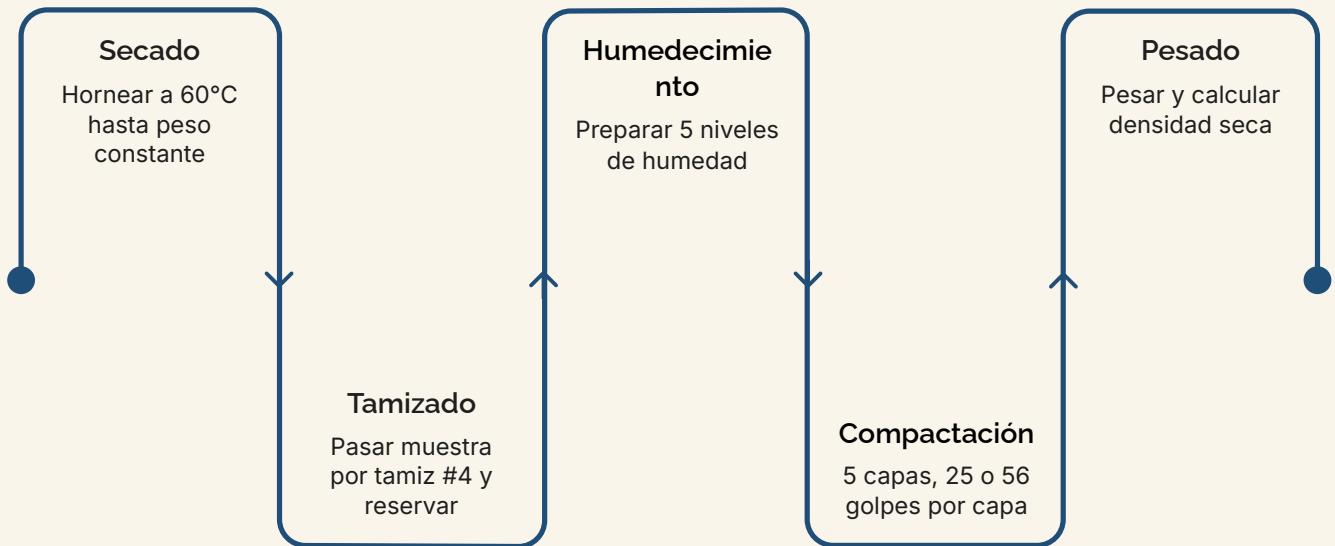 Secado
Hornear a 60°C
hasta peso
constante
Tamizado
Pasar muestra
por tamiz #4 y
reservar
Humedecimie
nto
Preparar 5 niveles
de humedad
Compactación
5 capas, 25 o 56
golpes por capa
Pesado
Pesar y calcular
densidad seca